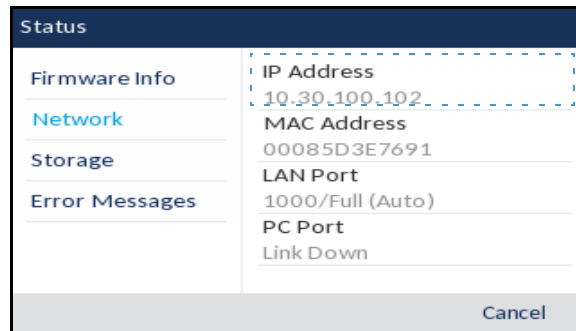 Status
Firmware Info
Network
Storage
Error Messages
IP Address
10.30.100.102
MAC Address
00085D3E7691
LAN Port
1000/Full (Auto)
PC Port
Link Down
Cancel